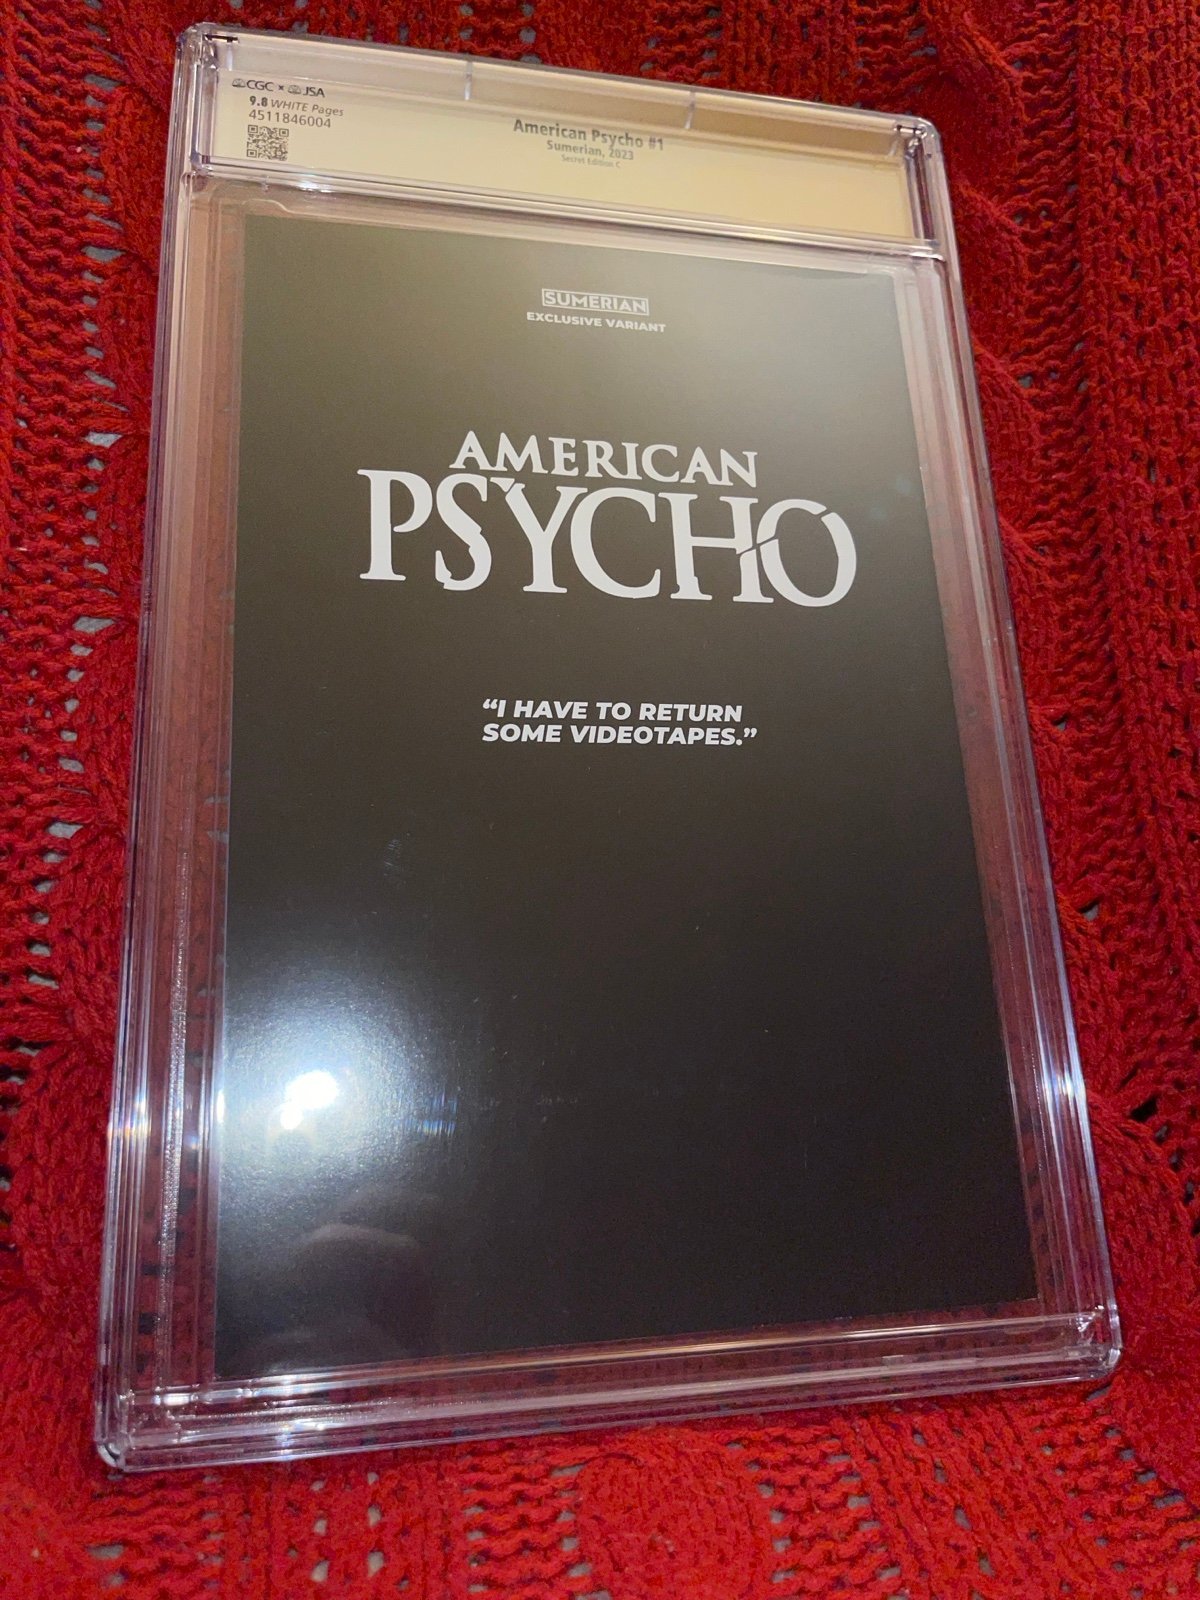 CGC × JSA
9.8 WHITE Pages
4511846004
American Psycho #1
Sumerian, 2023
Secret Edition C
SUMERIAN
EXCLUSIVE VARIANT
AMERICAN
PSYCHO
“I HAVE TO RETURN
SOME VIDEOTAPES.”